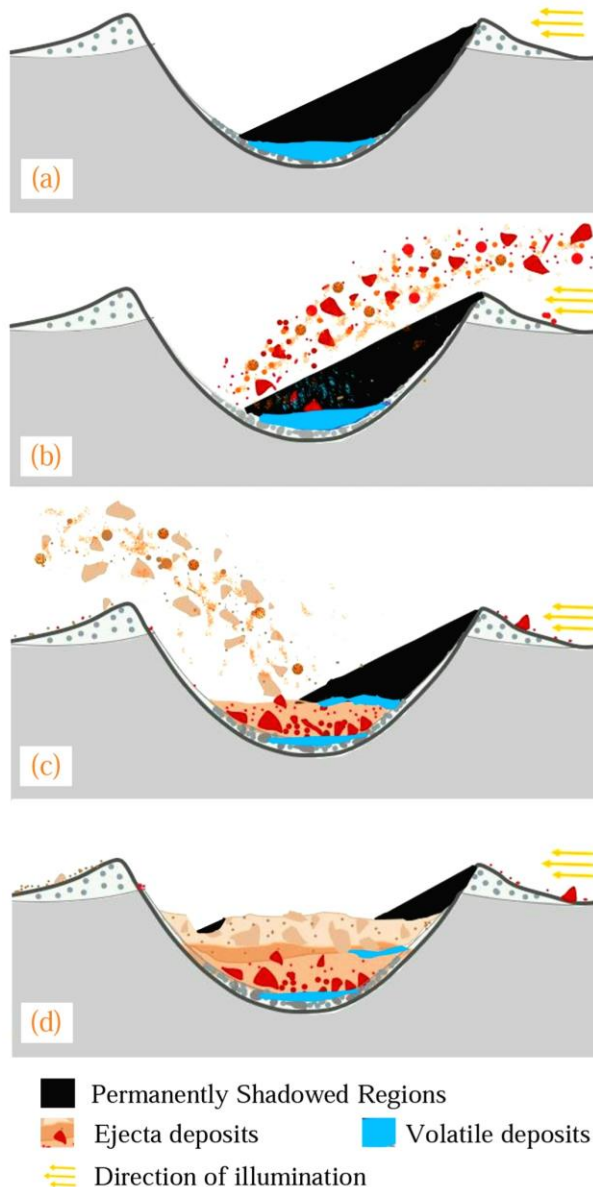 (a)
(b)
(c)
(d)
Permanently Shadowed Regions
Ejecta deposits Volatile deposits
Direction of illumination